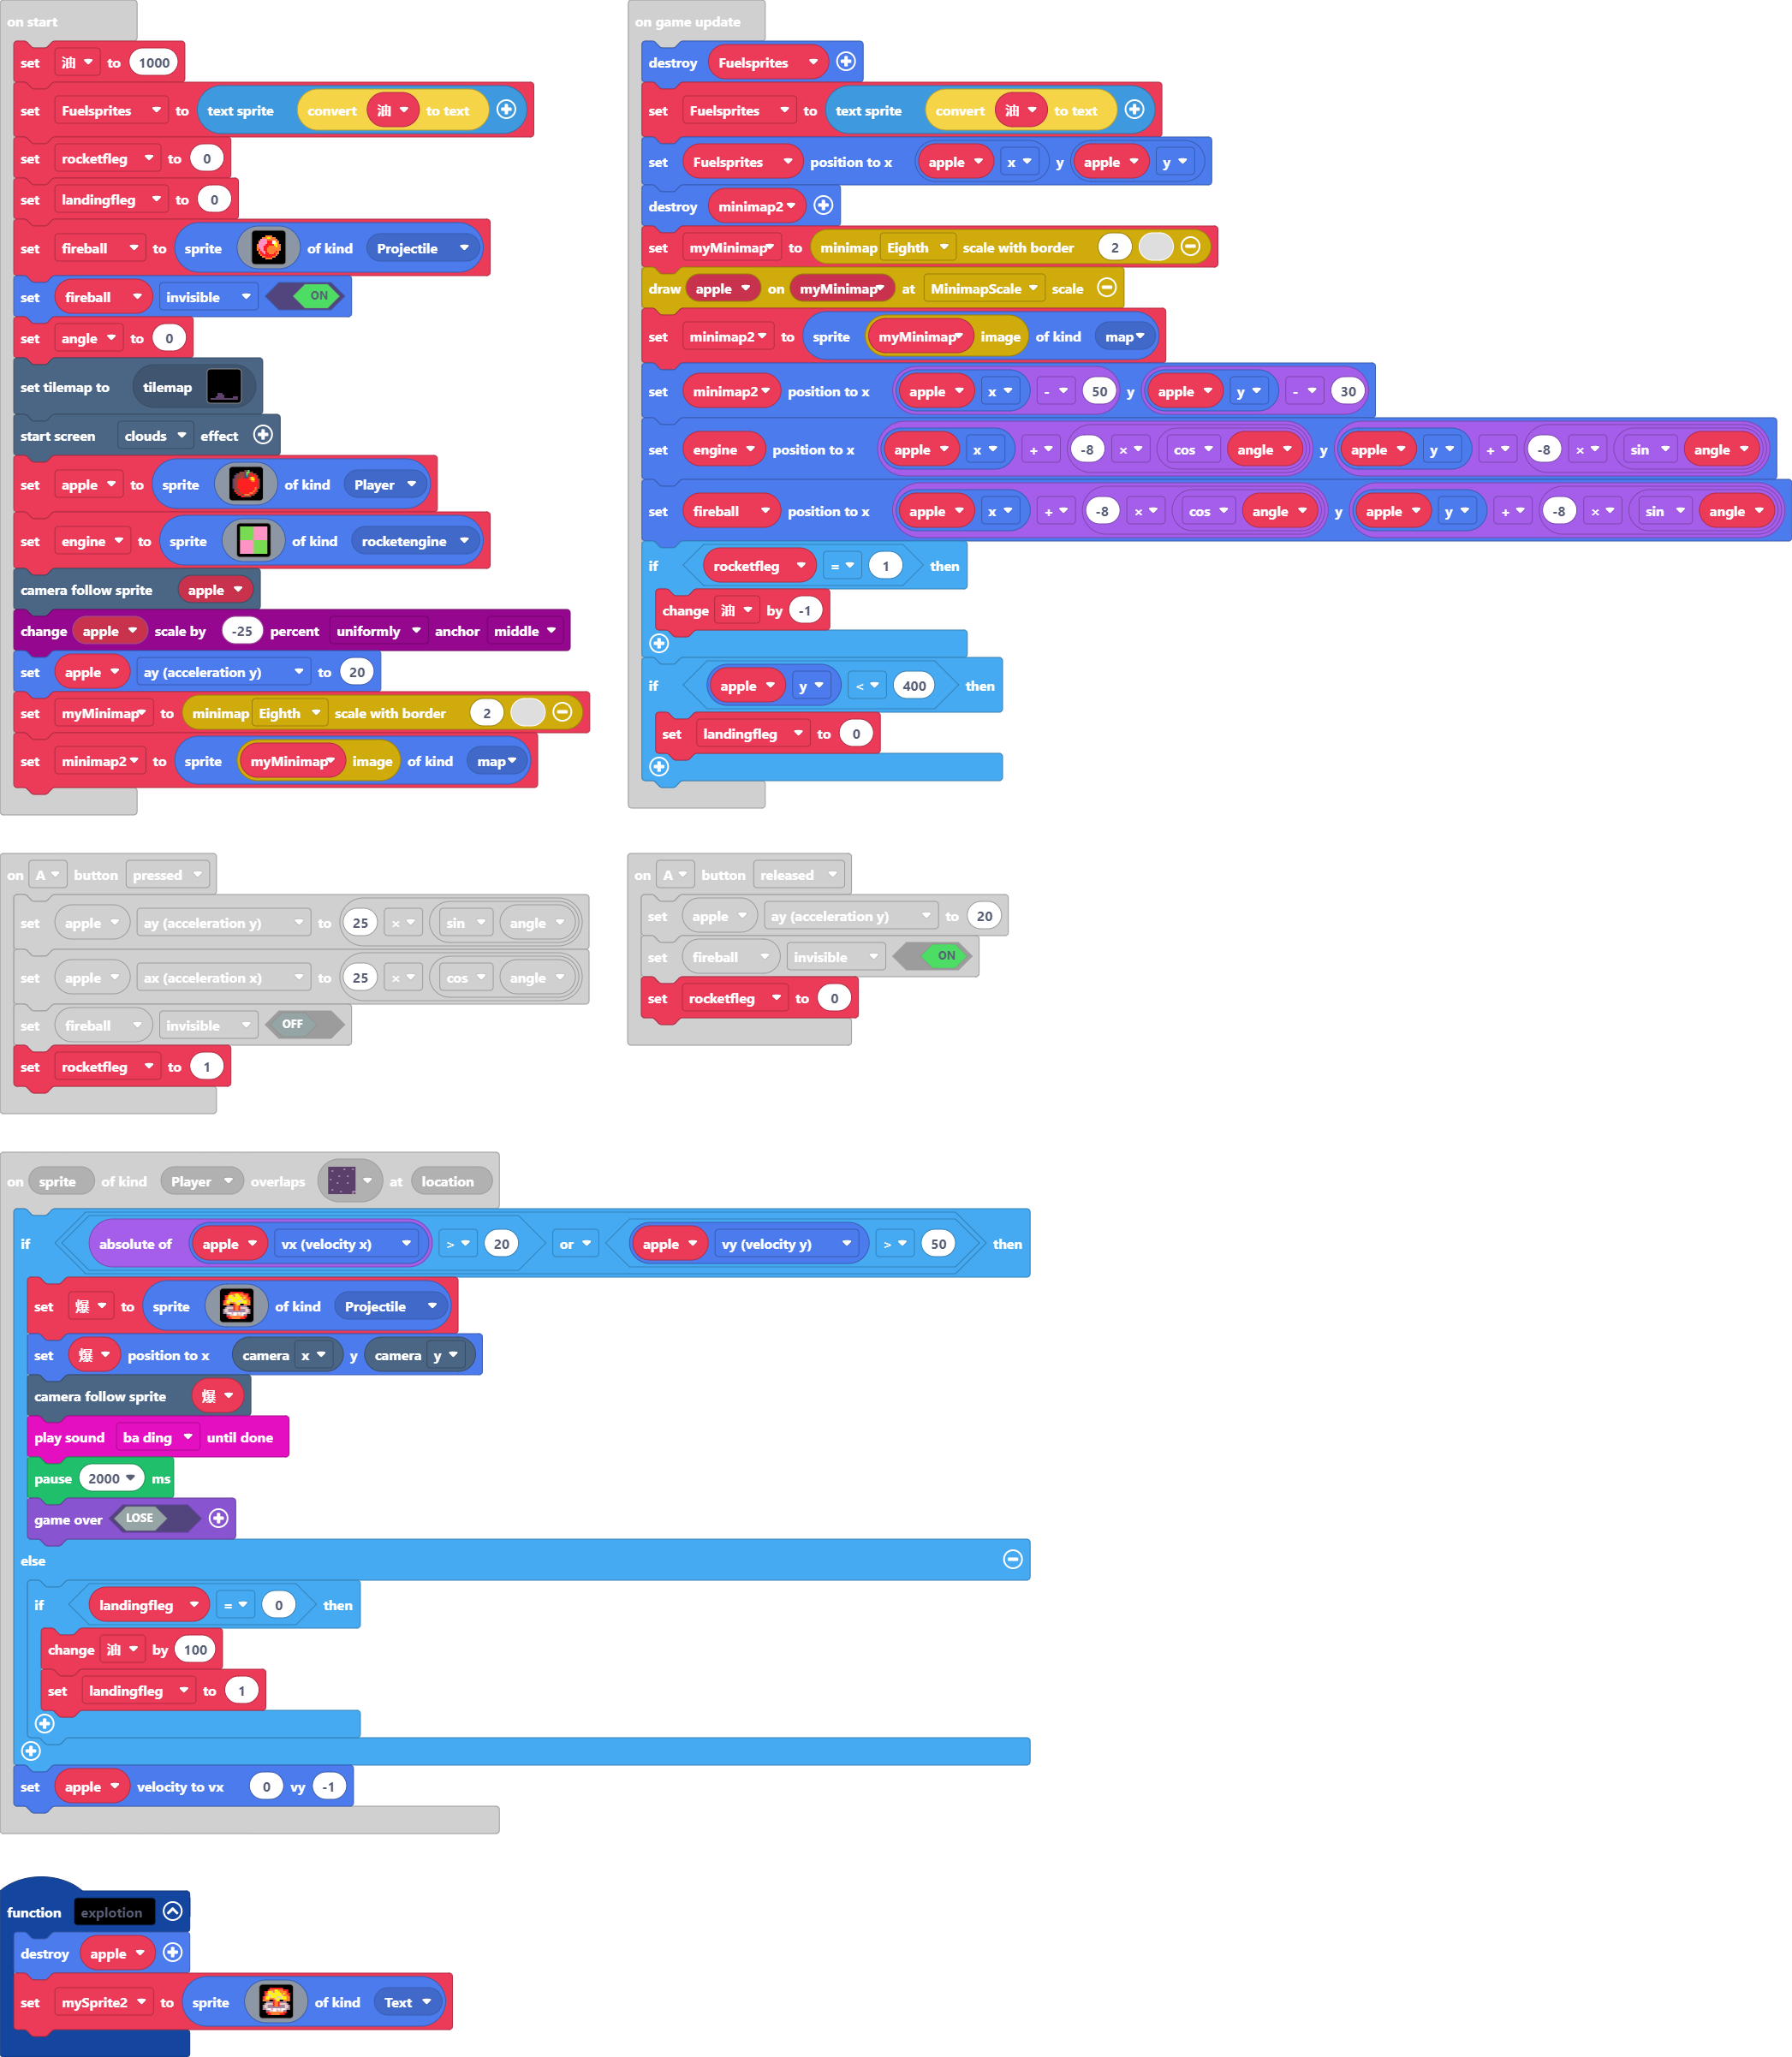 on start
set 油 to 1000
set Fuelsprites to text sprite convert 油 to text
set rocketfleg to 0
set landingfleg to 0
set fireball to sprite of kind Projectile
set fireball invisible ON
set angle to 0
set tilemap to tilemap
start screen clouds effect
set apple to sprite of kind Player
set engine to sprite of kind rocketengine
camera follow sprite apple
change apple scale by -25 percent uniformly anchor middle
set apple ay (acceleration y) to 20
set myMinimap to minimap Eighth scale with border 2
set minimap2 to sprite myMinimap image of kind map
on game update
destroy Fuelsprites
set Fuelsprites to text sprite convert 油 to text
set Fuelsprites position to x apple x y apple y
destroy minimap2
set myMinimap to minimap Eighth scale with border 2
draw apple on myMinimap at MinimapScale scale
set minimap2 to sprite myMinimap image of kind map
set minimap2 position to x apple x - 50 y apple y - 30
set engine position to x apple x + -8 × cos angle y apple y + -8 × sin angle
set fireball position to x apple x + -8 × cos angle y apple y + -8 × sin angle
if rocketfleg = 1 then
change 油 by -1
if apple y < 400 then
set landingfleg to 0
on A button pressed
set apple ay (acceleration y) to 25 × sin angle
set apple ax (acceleration x) to 25 × cos angle
set fireball invisible OFF
set rocketfleg to 1
on A button released
set apple ay (acceleration y) to 20
set fireball invisible ON
set rocketfleg to 0
on sprite of kind Player overlaps at location
if absolute of apple vx (velocity x) > 20 or apple vy (velocity y) > 50 then
set 爆 to sprite of kind Projectile
set 爆 position to x camera x y camera y
camera follow sprite 爆
play sound ba ding until done
pause 2000 ms
game over LOSE
else
if landingfleg = 0 then
change 油 by 100
set landingfleg to 1
set apple velocity to vx 0 vy -1
function explotion
destroy apple
set mySprite2 to sprite of kind Text